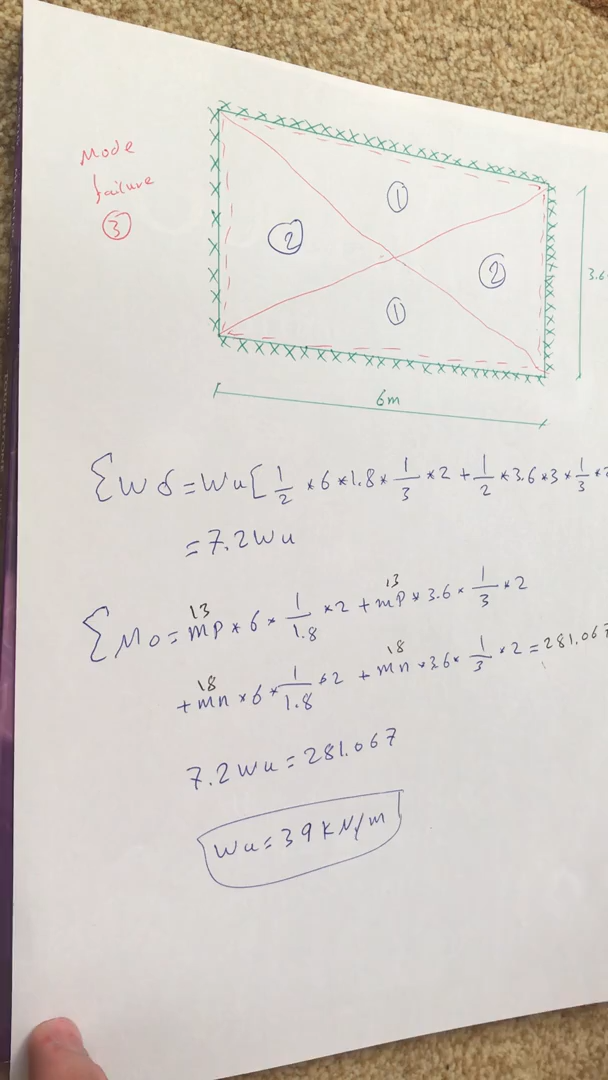 Mode
failure
3
1
2
2
1
3.6
6m
ΣWδ=Wu[1/2*6*1.8*1/3*2+1/2*3.6*3*1/3*2
=7.2Wu
13 13
ΣMθ=mp*6*1/1.8*2+mp*3.6*1/3*2
18 18
+mn*6*1/1.8*2+mn*3.6*1/3*2=281.067
7.2Wu=281.067
Wu=39kN/m